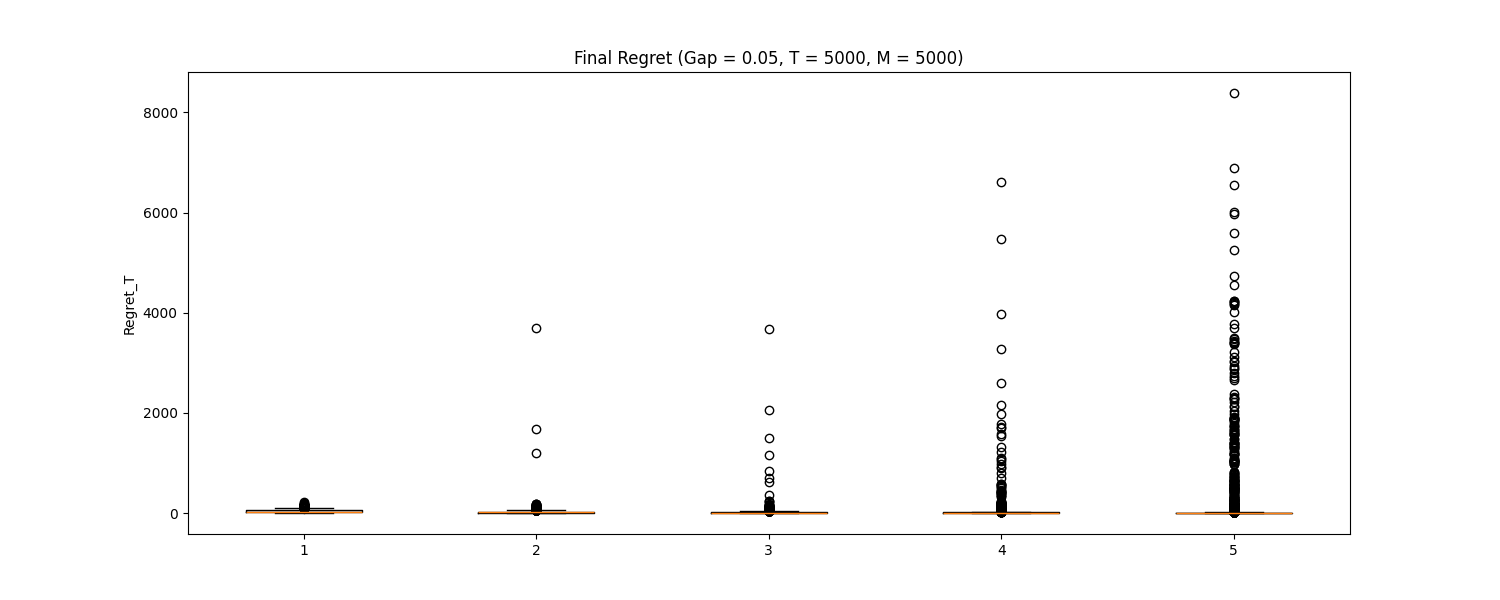 Final Regret (Gap = 0.05, T = 5000, M = 5000)
Regret_T
8000
6000
4000
2000
0
1 2 3 4 5